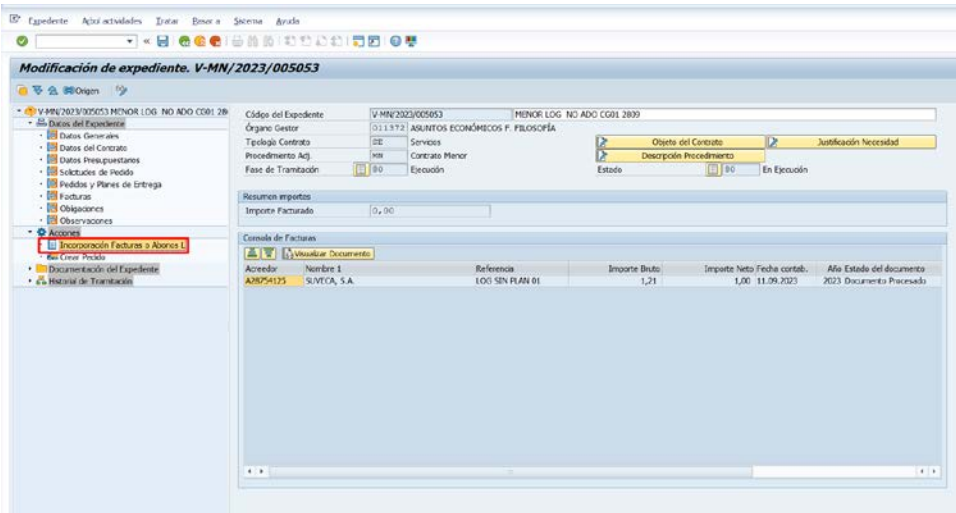 Expediente Aplicar actividades Tratar Pasar a Sistema Ayuda
Modificación de expediente. V-MN/2023/005053
Origen
V-MN/2023/005053 MENOR LOG NO ADO CG01 28
Datos del Expediente
Datos Generales
Datos del Contrato
Datos Presupuestarios
Solicitudes de Pedido
Pedidos y Planes de Entrega
Facturas
Obligaciones
Observaciones
Acciones
Incorporación Facturas o Abonos L
Crear Pedido
Documentación del Expediente
Historial de Tramitación
Código del Expediente V-MN/2023/005053 MENOR LOG NO ADO CG01 2809
Órgano Gestor 011372 ASUNTOS ECONÓMICOS F. FILOSOFÍA
Tipología Contrato SE Servicios Objeto del Contrato Justificación Necesidad
Procedimiento Adj. MN Contrato Menor Descripción Procedimiento
Fase de Tramitación 80 Ejecución Estado 80 En Ejecución
Resumen importes
Importe Facturado 0,00
Consola de Facturas
Visualizar Documento
Acreedor Nombre 1 Referencia Importe Bruto Importe Neto Fecha contab. Año Estado del documento
A28754125 SUVECA, S.A. LOG SIN PLAN 01 1,21 1,00 11.09.2023 2023 Documento Procesado